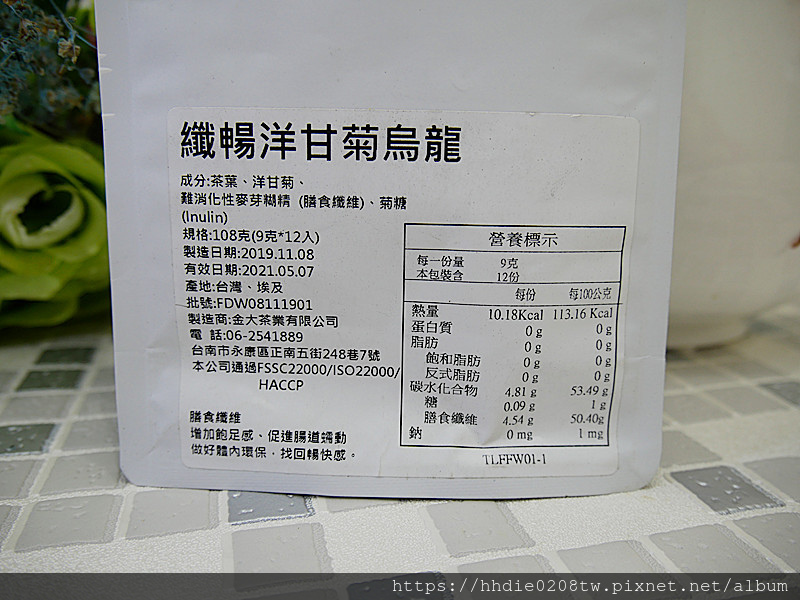 纖暢洋甘菊烏龍
成分:茶葉、洋甘菊、
難消化性麥芽糊精 (膳食纖維)、菊糖
(Inulin)
規格:108克(9克*12入)
製造日期:2019.11.08
有效日期:2021.05.07
產地:台灣、埃及
批號:FDW08111901
製造商:金大茶業有限公司
電 話:06-2541889
台南市永康區正南五街248巷7號
本公司通過FSSC22000/ISO22000/
HACCP
膳食纖維
增加飽足感、促進腸道蠕動
做好體內環保，找回暢快感。
營養標示
每一份量 9克
本包裝含 12份
每份 每100公克
熱量 10.18Kcal 113.16 Kcal
蛋白質 0 g 0 g
脂肪 0 g 0 g
飽和脂肪 0 g 0 g
反式脂肪 0 g 0 g
碳水化合物 4.81 g 53.49 g
糖 0.09 g 1 g
膳食纖維 4.54 g 50.40g
鈉 0 mg 1 mg
TLFFW01-1
https://hhdie0208tw.pixnet.net/album